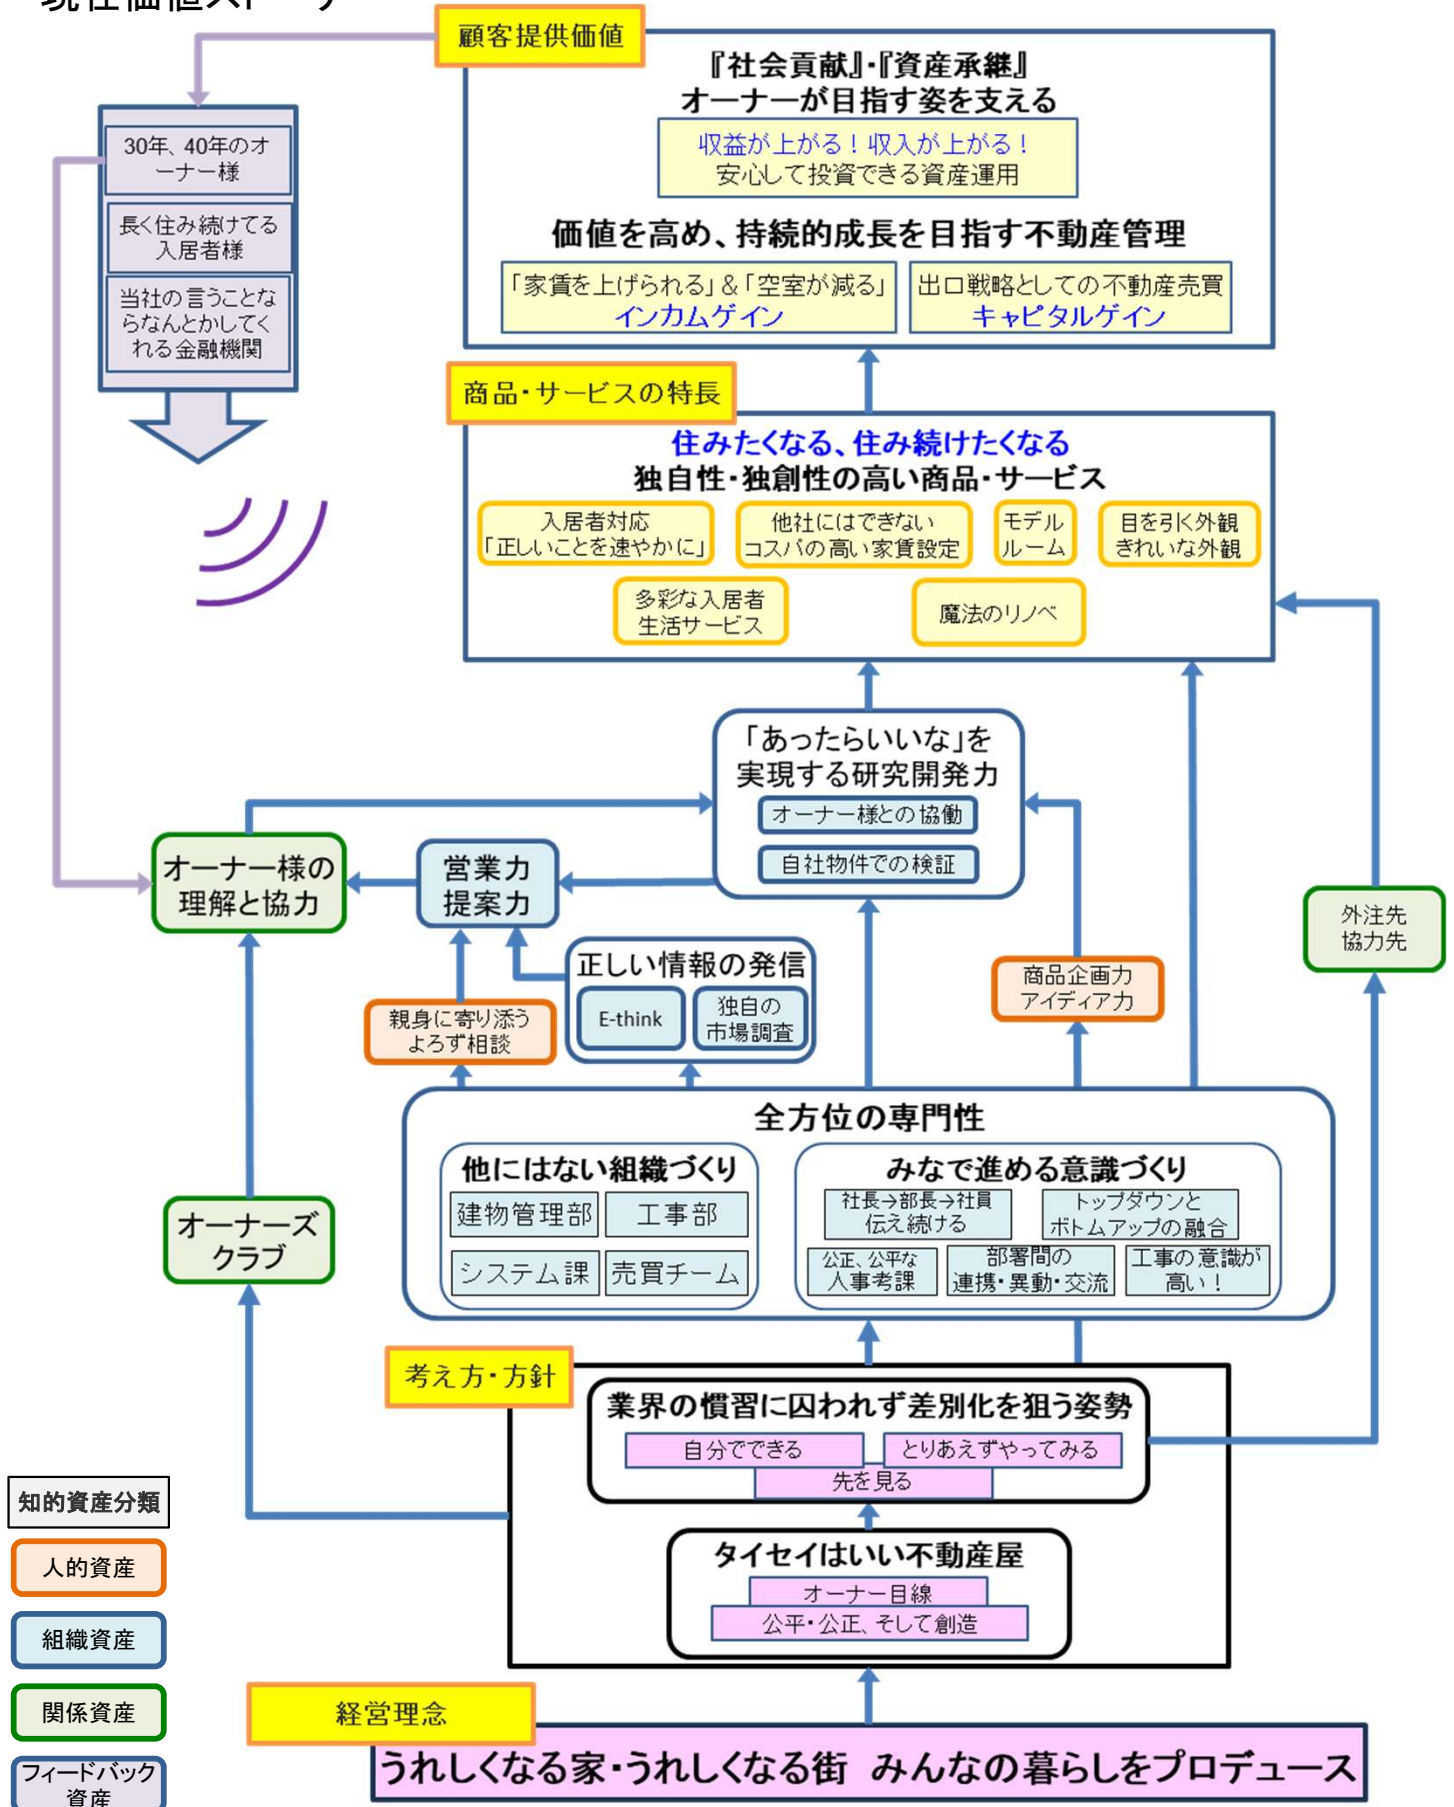 現在価値ストーリー
顧客提供価値
『社会貢献』・『資産承継』
オーナーが目指す姿を支える
収益が上がる！収入が上がる！
安心して投資できる資産運用
価値を高め、持続的成長を目指す不動産管理
「家賃を上げられる」＆「空室が減る」
インカムゲイン
出口戦略としての不動産売買
キャピタルゲイン
30年、40年のオ
ーナー様
長く住み続けてる
入居者様
当社の言うことな
らなんとかしてく
れる金融機関
商品・サービスの特長
住みたくなる、住み続けたくなる
独自性・独創性の高い商品・サービス
入居者対応
「正しいことを速やかに」
他社にはできない
コスパの高い家賃設定
モデル
ルーム
目を引く外観
きれいな外観
多彩な入居者
生活サービス
魔法のリノベ
「あったらいいな」を
実現する研究開発力
オーナー様との協働
自社物件での検証
オーナー様の
理解と協力
営業力
提案力
外注先
協力先
正しい情報の発信
E-think
独自の
市場調査
商品企画力
アイディア力
親身に寄り添う
よろず相談
全方位の専門性
他にはない組織づくり
建物管理部
工事部
システム課
売買チーム
みなで進める意識づくり
社長→部長→社員
伝え続ける
トップダウンと
ボトムアップの融合
公正、公平な
人事考課
部署間の
連携・異動・交流
工事の意識が
高い！
オーナーズ
クラブ
考え方・方針
業界の慣習に囚われず差別化を狙う姿勢
自分でできる
とりあえずやってみる
先を見る
タイセイはいい不動産屋
オーナー目線
公平・公正、そして創造
経営理念
うれしくなる家・うれしくなる街 みんなの暮らしをプロデュース
知的資産分類
人的資産
組織資産
関係資産
フィードバック
資産